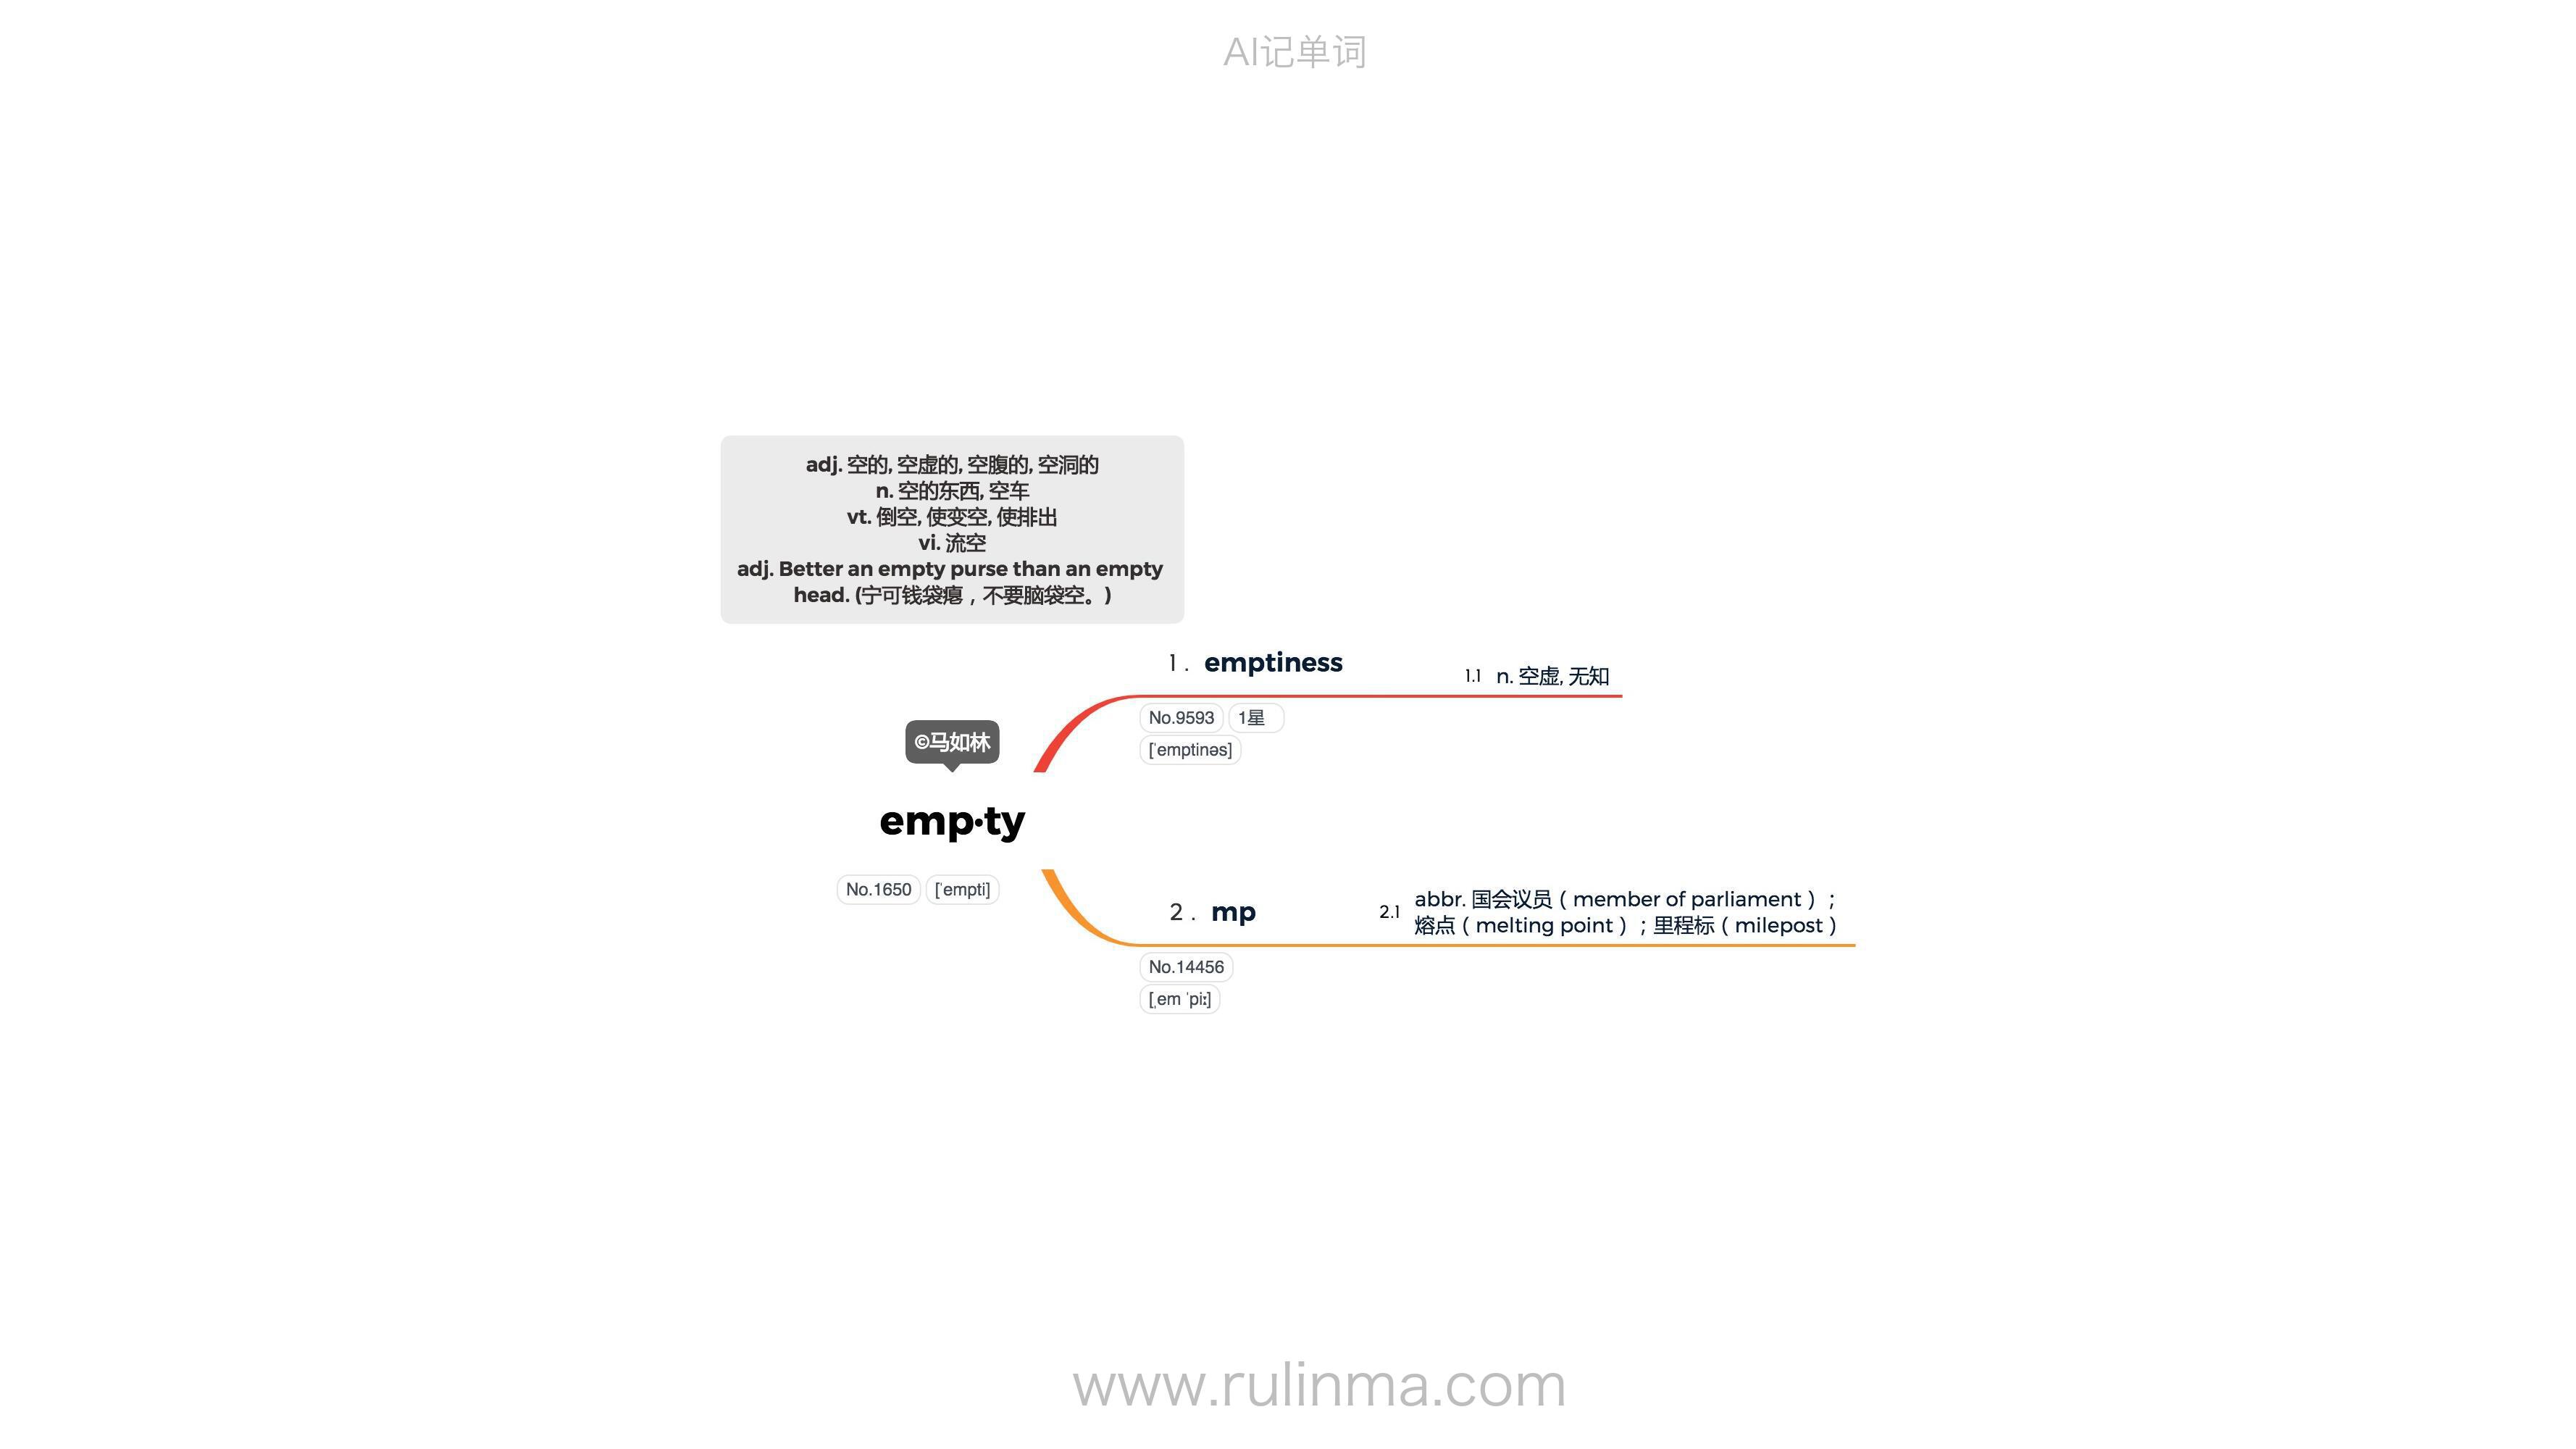 AI记单词
adj. 空的, 空虚的, 空腹的, 空洞的
n. 空的东西, 空车
vt. 倒空, 使变空, 使排出
vi. 流空
adj. Better an empty purse than an empty
head. (宁可钱袋瘪，不要脑袋空。)
1 . emptiness
1.1 n. 空虚, 无知
No.9593 1星
[ˈemptinəs]
©马如林
emp·ty
No.1650 [ˈempti]
2 . mp
2.1 abbr. 国会议员（member of parliament）；
熔点（melting point）；里程标（milepost）
No.14456
[ˌem ˈpiː]
www.rulinma.com